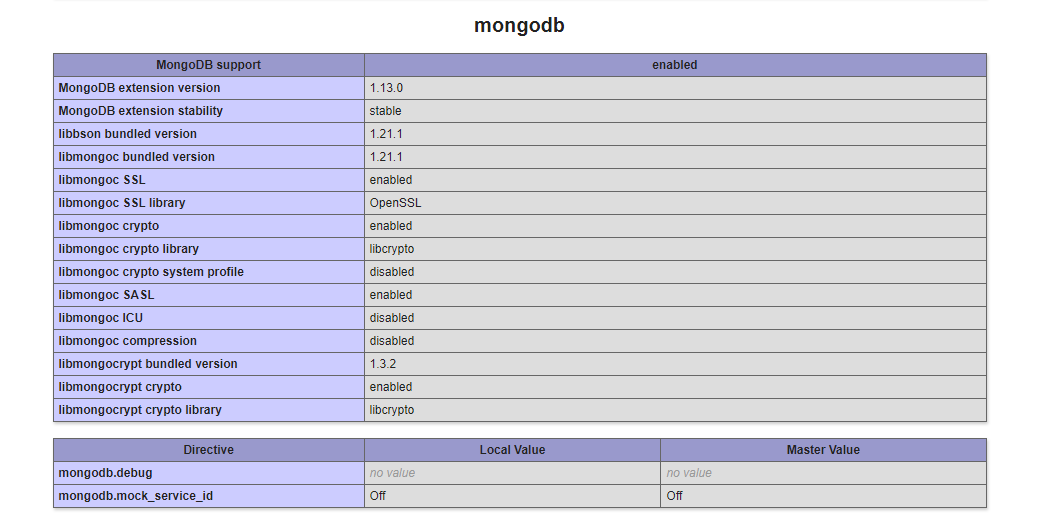 mongodb
MongoDB support enabled
MongoDB extension version 1.13.0
MongoDB extension stability stable
libbson bundled version 1.21.1
libmongoc bundled version 1.21.1
libmongoc SSL enabled
libmongoc SSL library OpenSSL
libmongoc crypto enabled
libmongoc crypto library libcrypto
libmongoc crypto system profile disabled
libmongoc SASL enabled
libmongoc ICU disabled
libmongoc compression disabled
libmongocrypt bundled version 1.3.2
libmongocrypt crypto enabled
libmongocrypt crypto library libcrypto
Directive Local Value Master Value
mongodb.debug no value no value
mongodb.mock_service_id Off Off